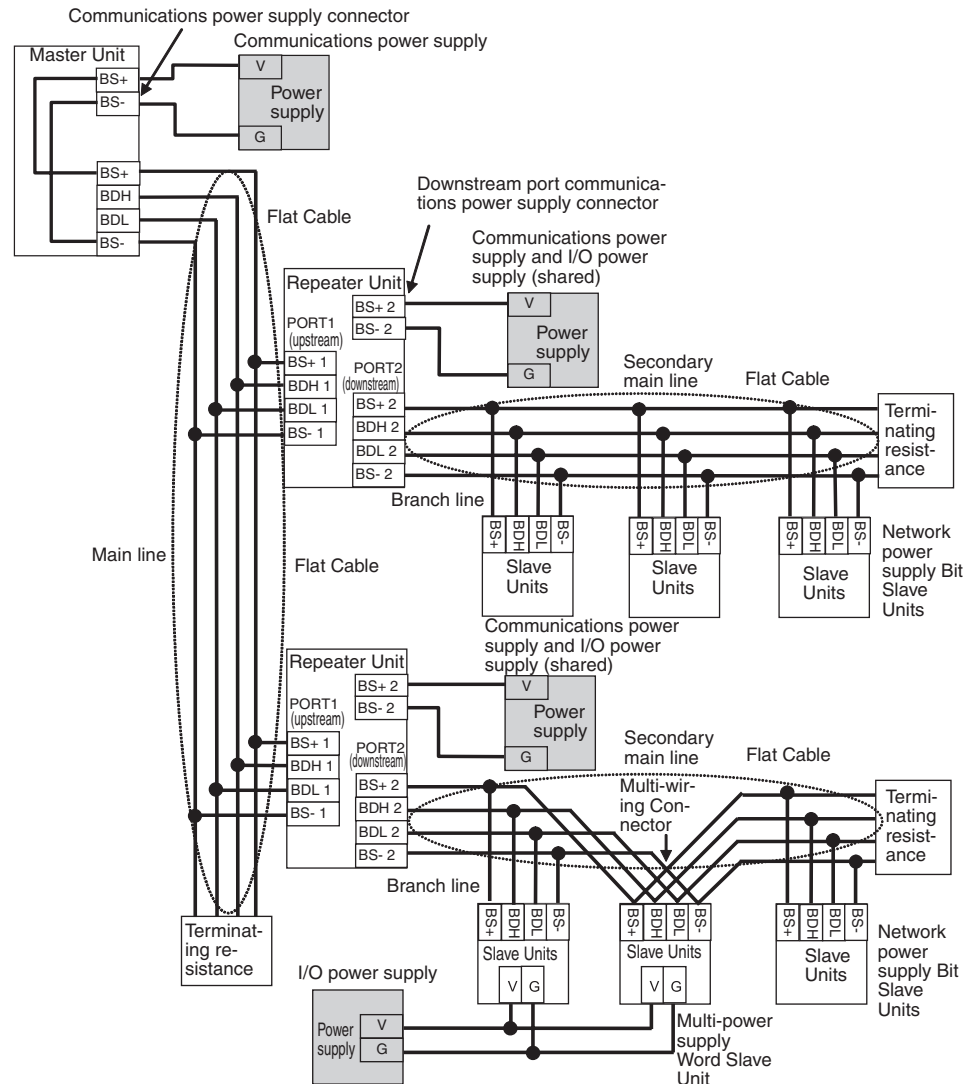 Communications power supply connector
Communications power supply
Master Unit
BS+
BS-
V
Power
supply
G
BS+
BDH
BDL
BS-
Flat Cable
Downstream port communica-
tions power supply connector
Communications power
supply and I/O power
supply (shared)
Repeater Unit
BS+ 2
BS- 2
V
Power
supply
G
PORT1
(upstream)
BS+ 1
BDH 1
BDL 1
BS- 1
PORT2
(downstream)
BS+ 2
BDH 2
BDL 2
BS- 2
Secondary
main line
Flat Cable
Termi-
nating
resist-
ance
Branch line
BS+
BDH
BDL
BS-
Slave
Units
BS+
BDH
BDL
BS-
Slave
Units
BS+
BDH
BDL
BS-
Slave
Units
Network
power
supply Bit
Slave
Units
Main line
Flat Cable
Communications power
supply and I/O power
supply (shared)
Repeater Unit
BS+ 2
BS- 2
V
Power
supply
G
PORT1
(upstream)
BS+ 1
BDH 1
BDL 1
BS- 1
PORT2
(downstream)
BS+ 2
BDH 2
BDL 2
BS- 2
Secondary
main line
Flat Cable
Multi-wir-
ing Con-
nector
Termi-
nating
resist-
ance
Branch line
BS+
BDH
BDL
BS-
Slave Units
V
G
BS+
BDH
BDL
BS-
Slave Units
V
G
BS+
BDH
BDL
BS-
Slave
Units
Network
power
supply Bit
Slave
Units
Terminat-
ing re-
sistance
I/O power supply
Power
supply
V
G
Multi-power
supply
Word Slave
Unit